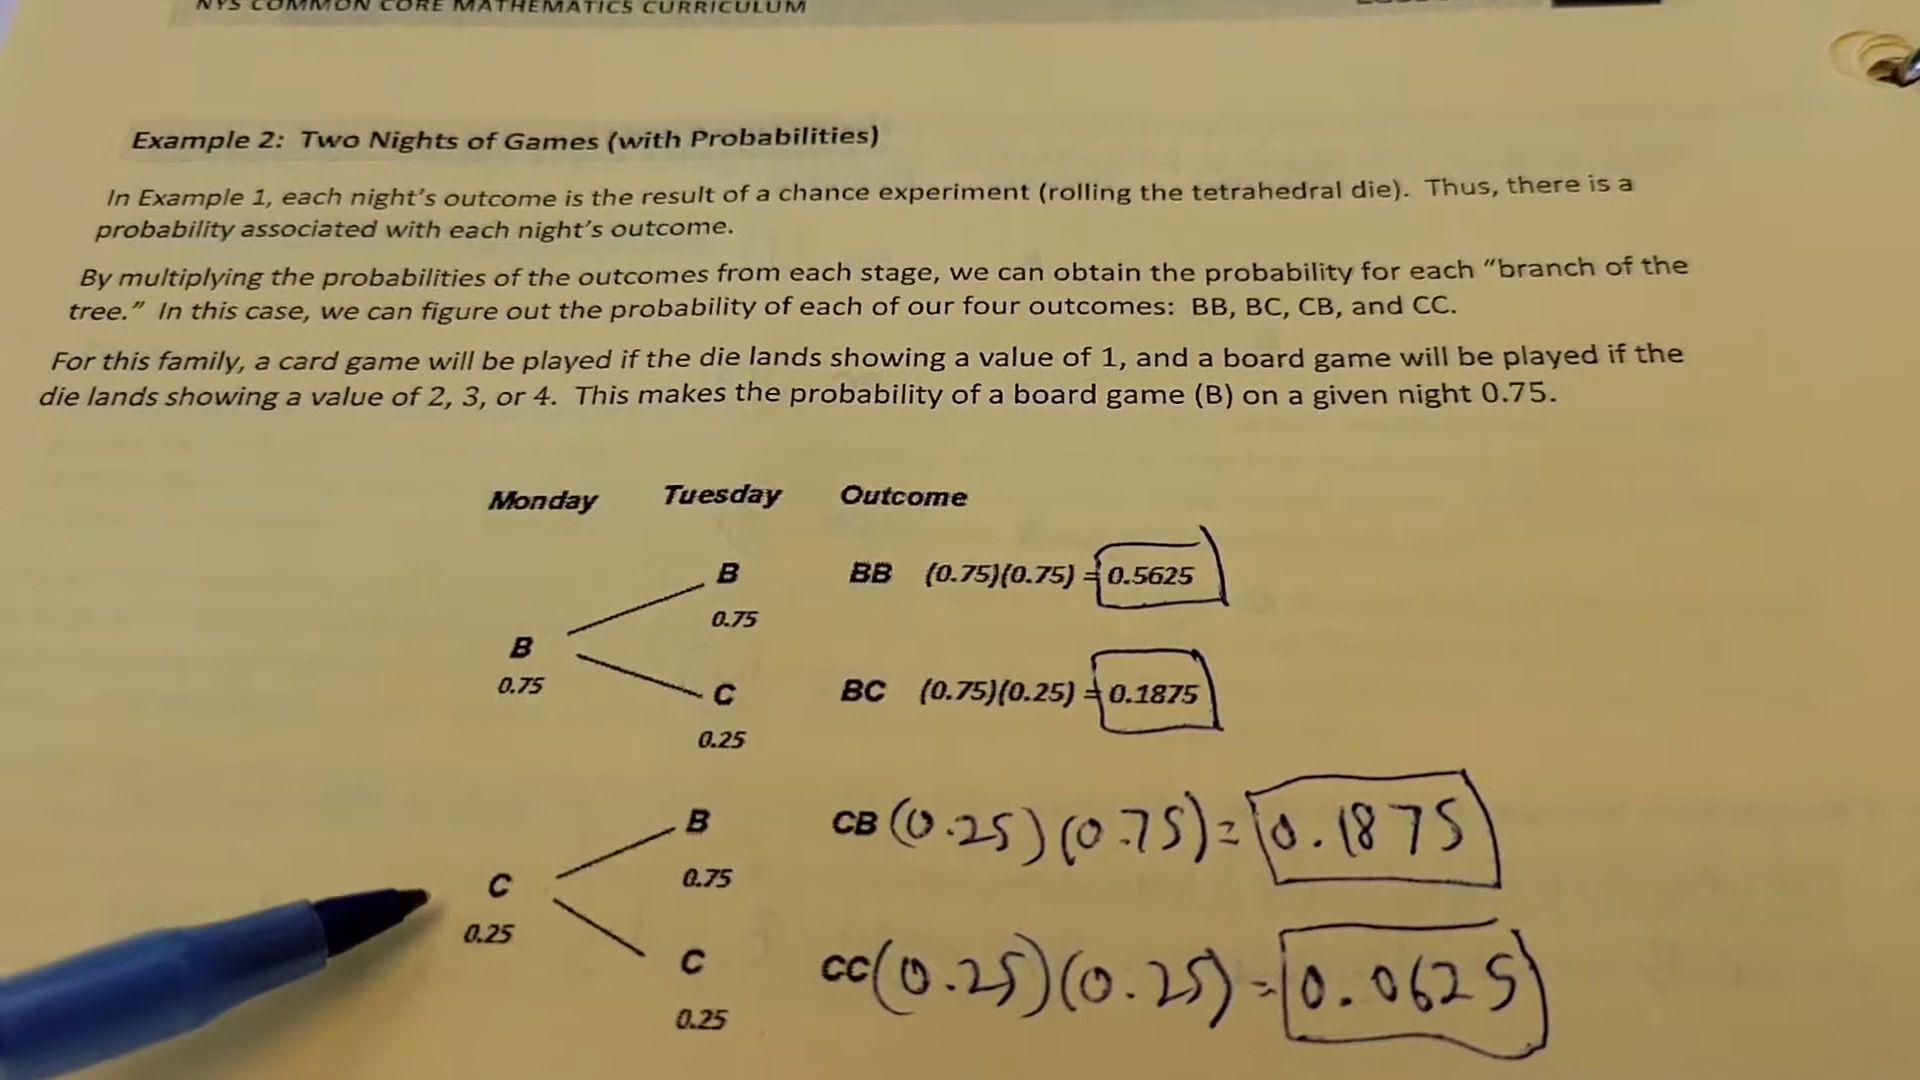 NYS COMMON CORE MATHEMATICS CURRICULUM
Example 2: Two Nights of Games (with Probabilities)
In Example 1, each night's outcome is the result of a chance experiment (rolling the tetrahedral die). Thus, there is a
probability associated with each night's outcome.
By multiplying the probabilities of the outcomes from each stage, we can obtain the probability for each "branch of the
tree." In this case, we can figure out the probability of each of our four outcomes: BB, BC, CB, and CC.
For this family, a card game will be played if the die lands showing a value of 1, and a board game will be played if the
die lands showing a value of 2, 3, or 4. This makes the probability of a board game (B) on a given night 0.75.
Monday Tuesday Outcome
B BB (0.75)(0.75) = 0.5625
0.75
B
0.75
C BC (0.75)(0.25) = 0.1875
0.25
B CB (0.25)(0.75) = 0.1875
0.75
C
0.25
C CC (0.25)(0.25) = 0.0625
0.25